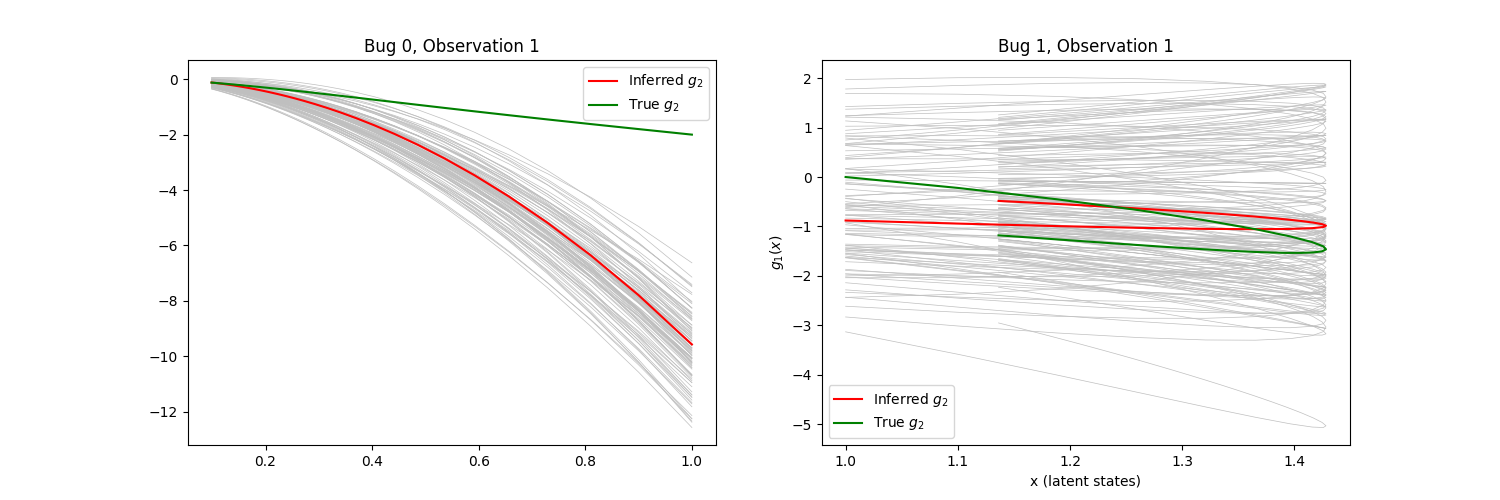 Bug 0, Observation 1
0
−2
−4
−6
−8
−10
−12
0.2 0.4 0.6 0.8 1.0
Inferred g₂
True g₂
Bug 1, Observation 1
g₁(x)
2
1
0
−1
−2
−3
−4
−5
Inferred g₂
True g₂
1.0 1.1 1.2 1.3 1.4
x (latent states)